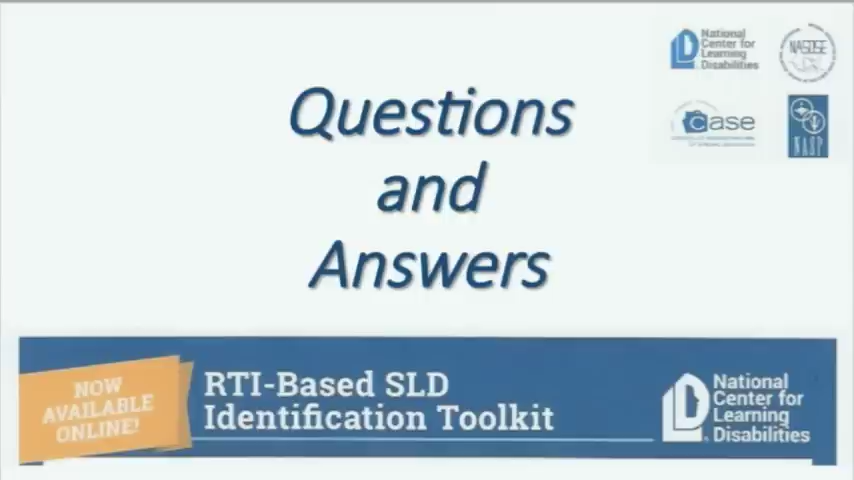 National
Center for
Learning
Disabilities
NASDSE
case
NASP
Questions
and
Answers
NOW
AVAILABLE
ONLINE!
RTI-Based SLD
Identification Toolkit
National
Center for
Learning
Disabilities